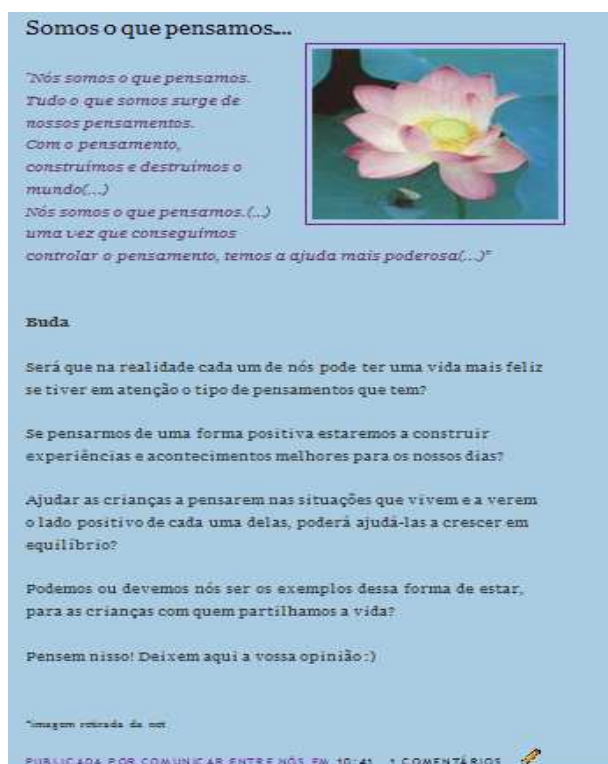 Somos o que pensamos....
"Nós somos o que pensamos.
Tudo o que somos surge de
nossos pensamentos.
Com o pensamento,
construímos e destruímos o
mundo(...)
Nós somos o que pensamos.(...)
uma vez que conseguimos
controlar o pensamento, temos a ajuda mais poderosa(...)"
Buda
Será que na realidade cada um de nós pode ter uma vida mais feliz
se tiver em atenção o tipo de pensamentos que tem?
Se pensarmos de uma forma positiva estaremos a construir
experiências e acontecimentos melhores para os nossos dias?
Ajudar as crianças a pensarem nas situações que vivem e a verem
o lado positivo de cada uma delas, poderá ajudá-las a crescer em
equilíbrio?
Podemos ou devemos nós ser os exemplos dessa forma de estar,
para as crianças com quem partilhamos a vida?
Pensem nisso! Deixem aqui a vossa opinião :)
*imagem retirada da net
PUBLICADA POR COMUNICAR ENTRE NÓS EM 10:41 1 COMENTÁRIOS